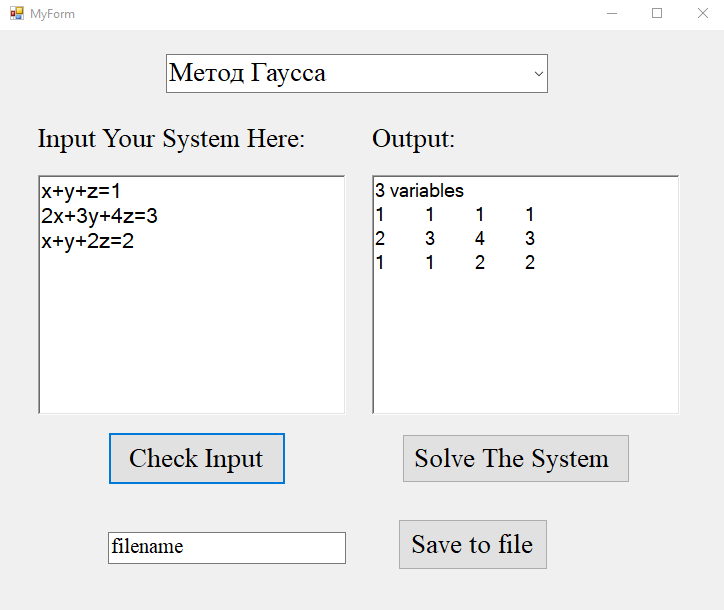 MyForm
Метод Гаусса
Input Your System Here:
Output:
x+y+z=1
2x+3y+4z=3
x+y+2z=2
3 variables
1 1 1 1
2 3 4 3
1 1 2 2
Check Input
Solve The System
filename
Save to file